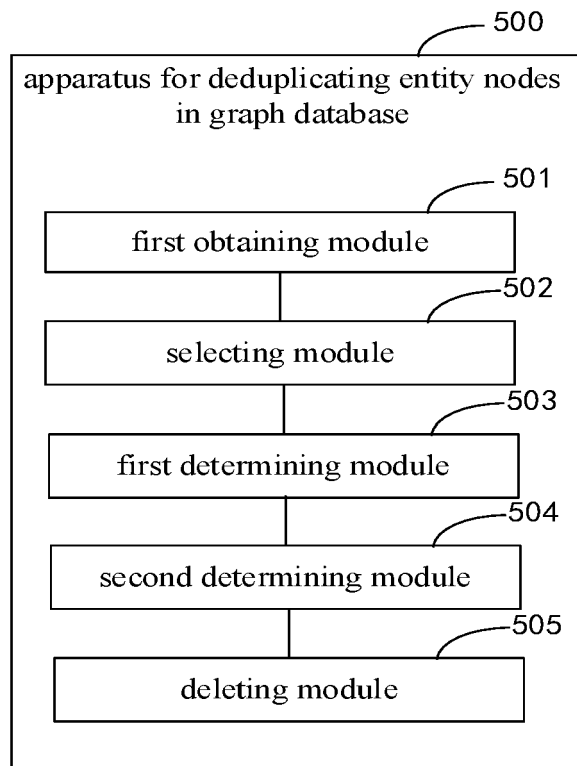 500
apparatus for deduplicating entity nodes
in graph database
501
first obtaining module
502
selecting module
503
first determining module
504
second determining module
505
deleting module